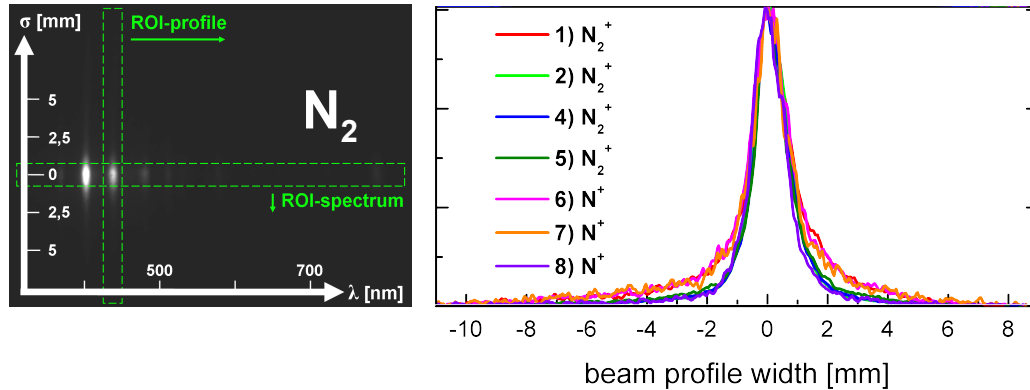 σ [mm]
ROI-profile
5
2,5
0
2,5
5
N2
ROI-spectrum
500
700
λ [nm]
1) N2+
2) N2+
4) N2+
5) N2+
6) N+
7) N+
8) N+
-10 -8 -6 -4 -2 0 2 4 6 8
beam profile width [mm]